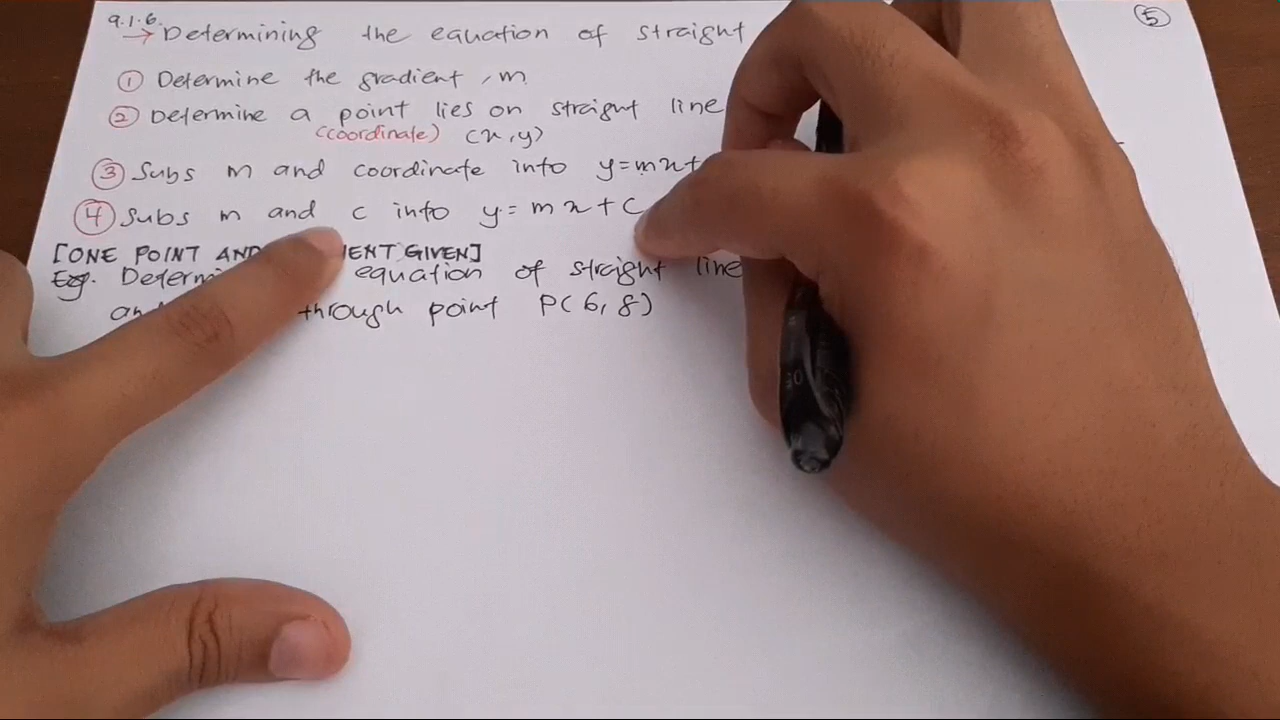 9.1.6
⑤
→ Determining the equation of straight
① Determine the gradient, m
② Determine a point lies on straight line
(coordinate) (x,y)
③ Subs m and coordinate into y=mx+
④ Subs m and c into y=mx+c
[ONE POINT AND GIVEN]
Eg. equation of straight line
through point P(6,8)